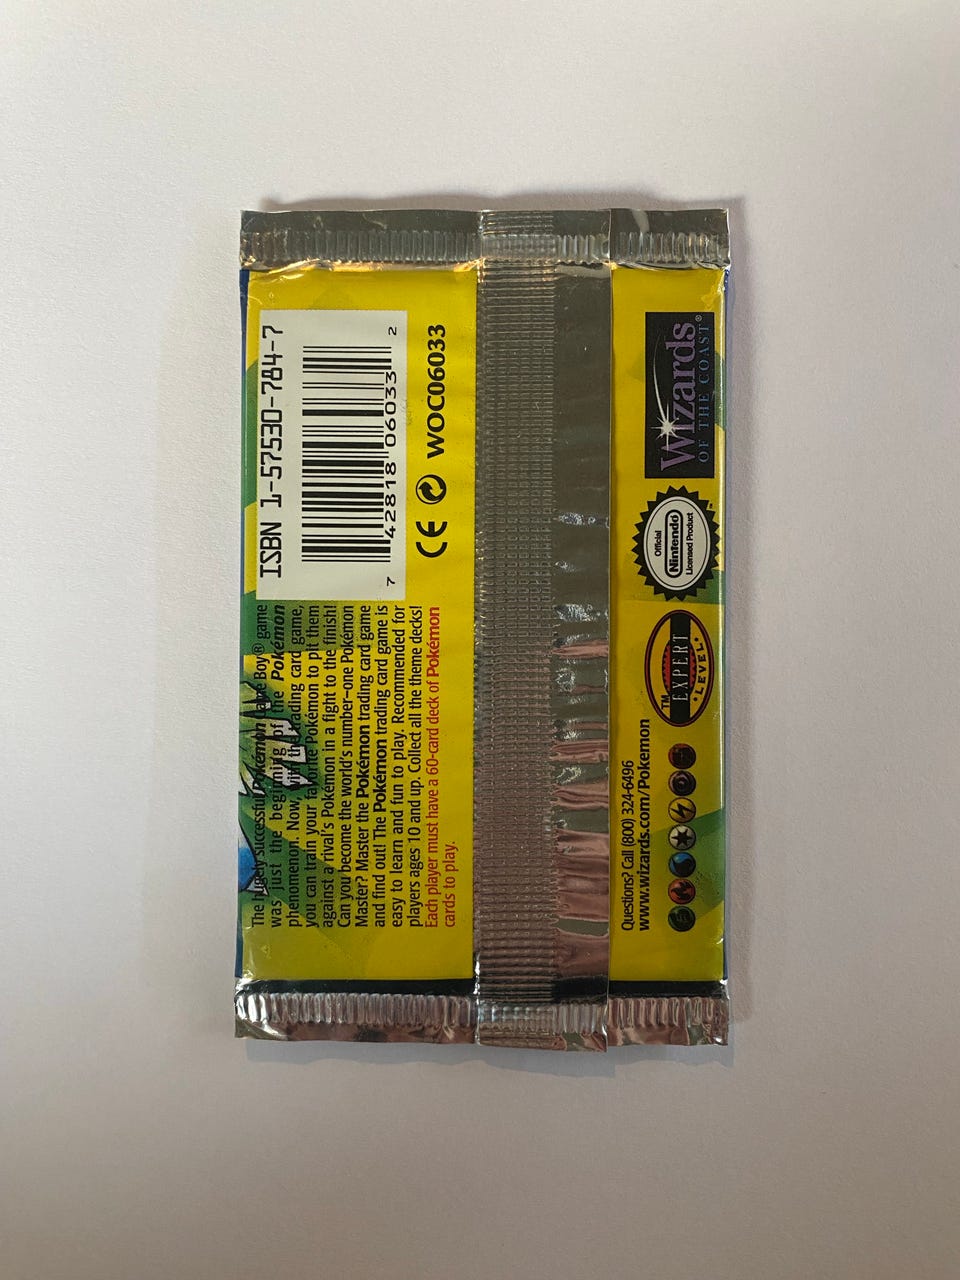 The hugely successful Pokémon Game Boy® game
was just the beginning of the Pokémon
phenomenon. Now, with the trading card game,
you can train your favorite Pokémon to pit them
against a rival's Pokémon in a fight to the finish!
Can you become the world's number-one Pokémon
Master? Master the Pokémon trading card game
and find out! The Pokémon trading card game is
easy to learn and fun to play. Recommended for
players ages 10 and up. Collect all the theme decks!
Each player must have a 60-card deck of Pokémon
cards to play.
ISBN 1-57530-784-7
7 42818 06033 2
CE WOC06033
Questions? Call (800) 324-6496
www.wizards.com/Pokemon
TM
EXPERT
LEVEL
Official
Nintendo
Licensed Product
Wizards®
OF THE COAST